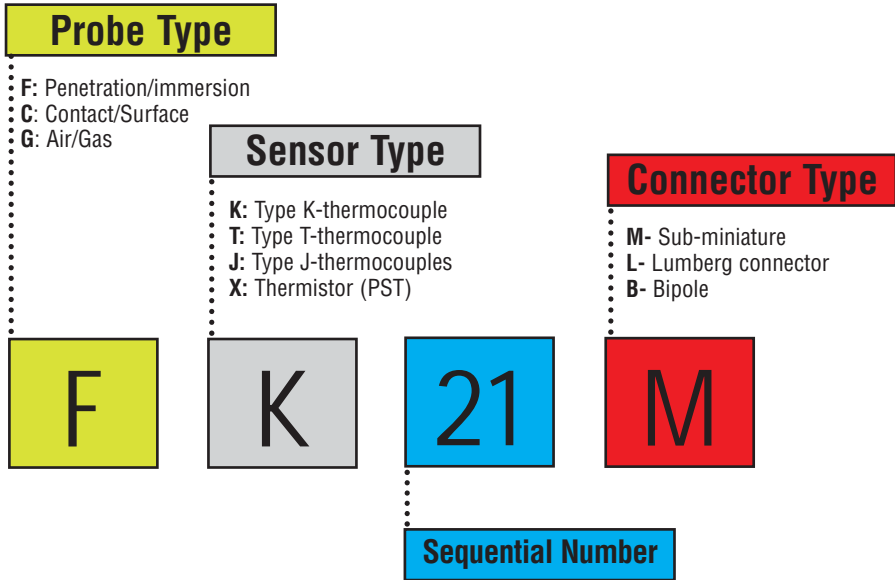 Probe Type
F: Penetration/immersion
C: Contact/Surface
G: Air/Gas
Sensor Type
K: Type K-thermocouple
T: Type T-thermocouple
J: Type J-thermocouples
X: Thermistor (PST)
Connector Type
M- Sub-miniature
L- Lumberg connector
B- Bipole
F K 21 M
Sequential Number